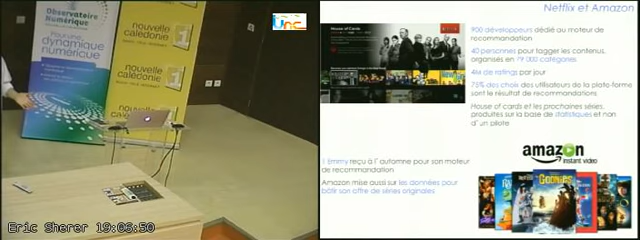 Observatoire
Numérique
nouvelle
calédonie
Tourisme,
dynamique
numérique
nouvelle
calédonie
nouvelle
calédonie
Unc
Eric Sherer 19:06:50
Netflix et Amazon
House of Cards
900 développeurs dédié au moteur de
recommandation
40 personnes pour tagger les contenus,
organisés en 79 000 catégories
4M de ratings par jour
75% des choix des utilisateurs de la plate-forme
sont le résultat de recommandations
House of cards et les prochaines séries,
produites sur la base de statistiques et non
d'un pilote
1 Emmy reçu à l'automne pour son moteur
de recommandation
Amazon mise aussi sur les données pour
bâtir son offre de séries originales
amazon
instant video
GOONIES